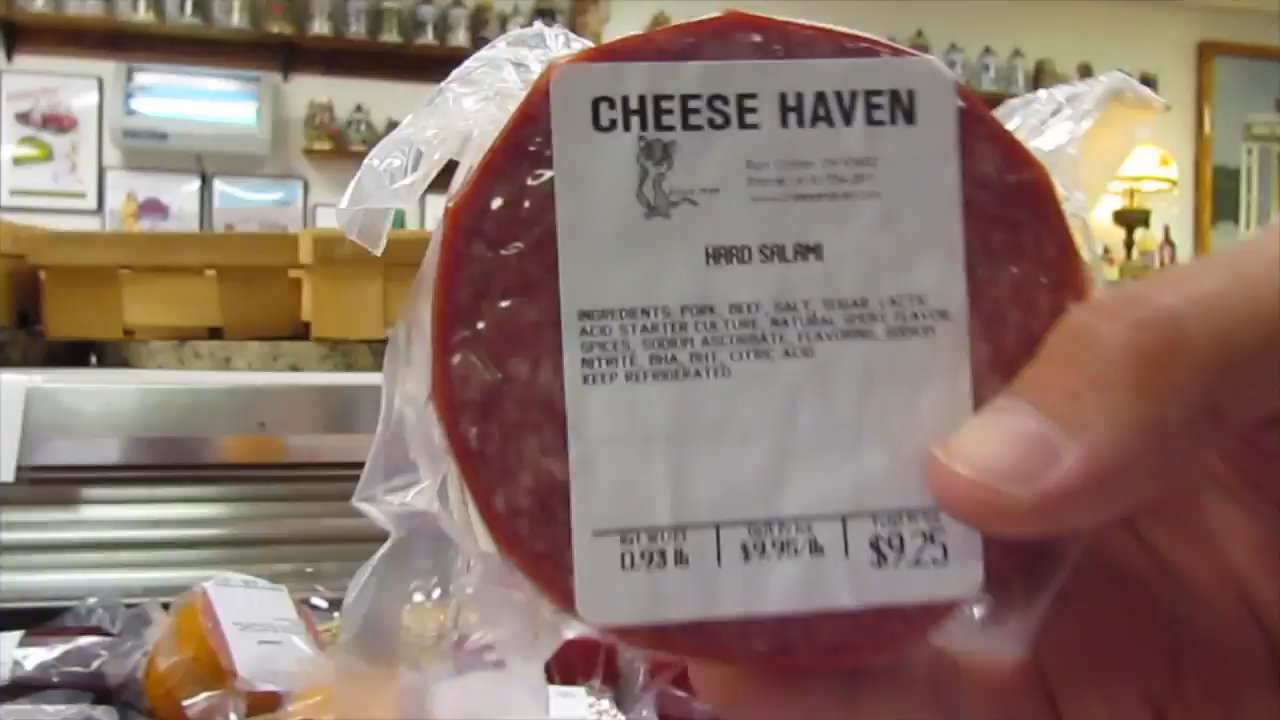 CHEESE HAVEN
HARD SALAMI
INGREDIENTS: PORK, BEEF, SALT, SUGAR, LACTIC
ACID STARTER CULTURE, NATURAL SMOKE FLAVOR,
SPICES, SODIUM ASCORBATE, FLAVORING, SODIUM
NITRITE, BHA, BHT, CITRIC ACID
KEEP REFRIGERATED
0.93 lb $9.95/lb $9.25